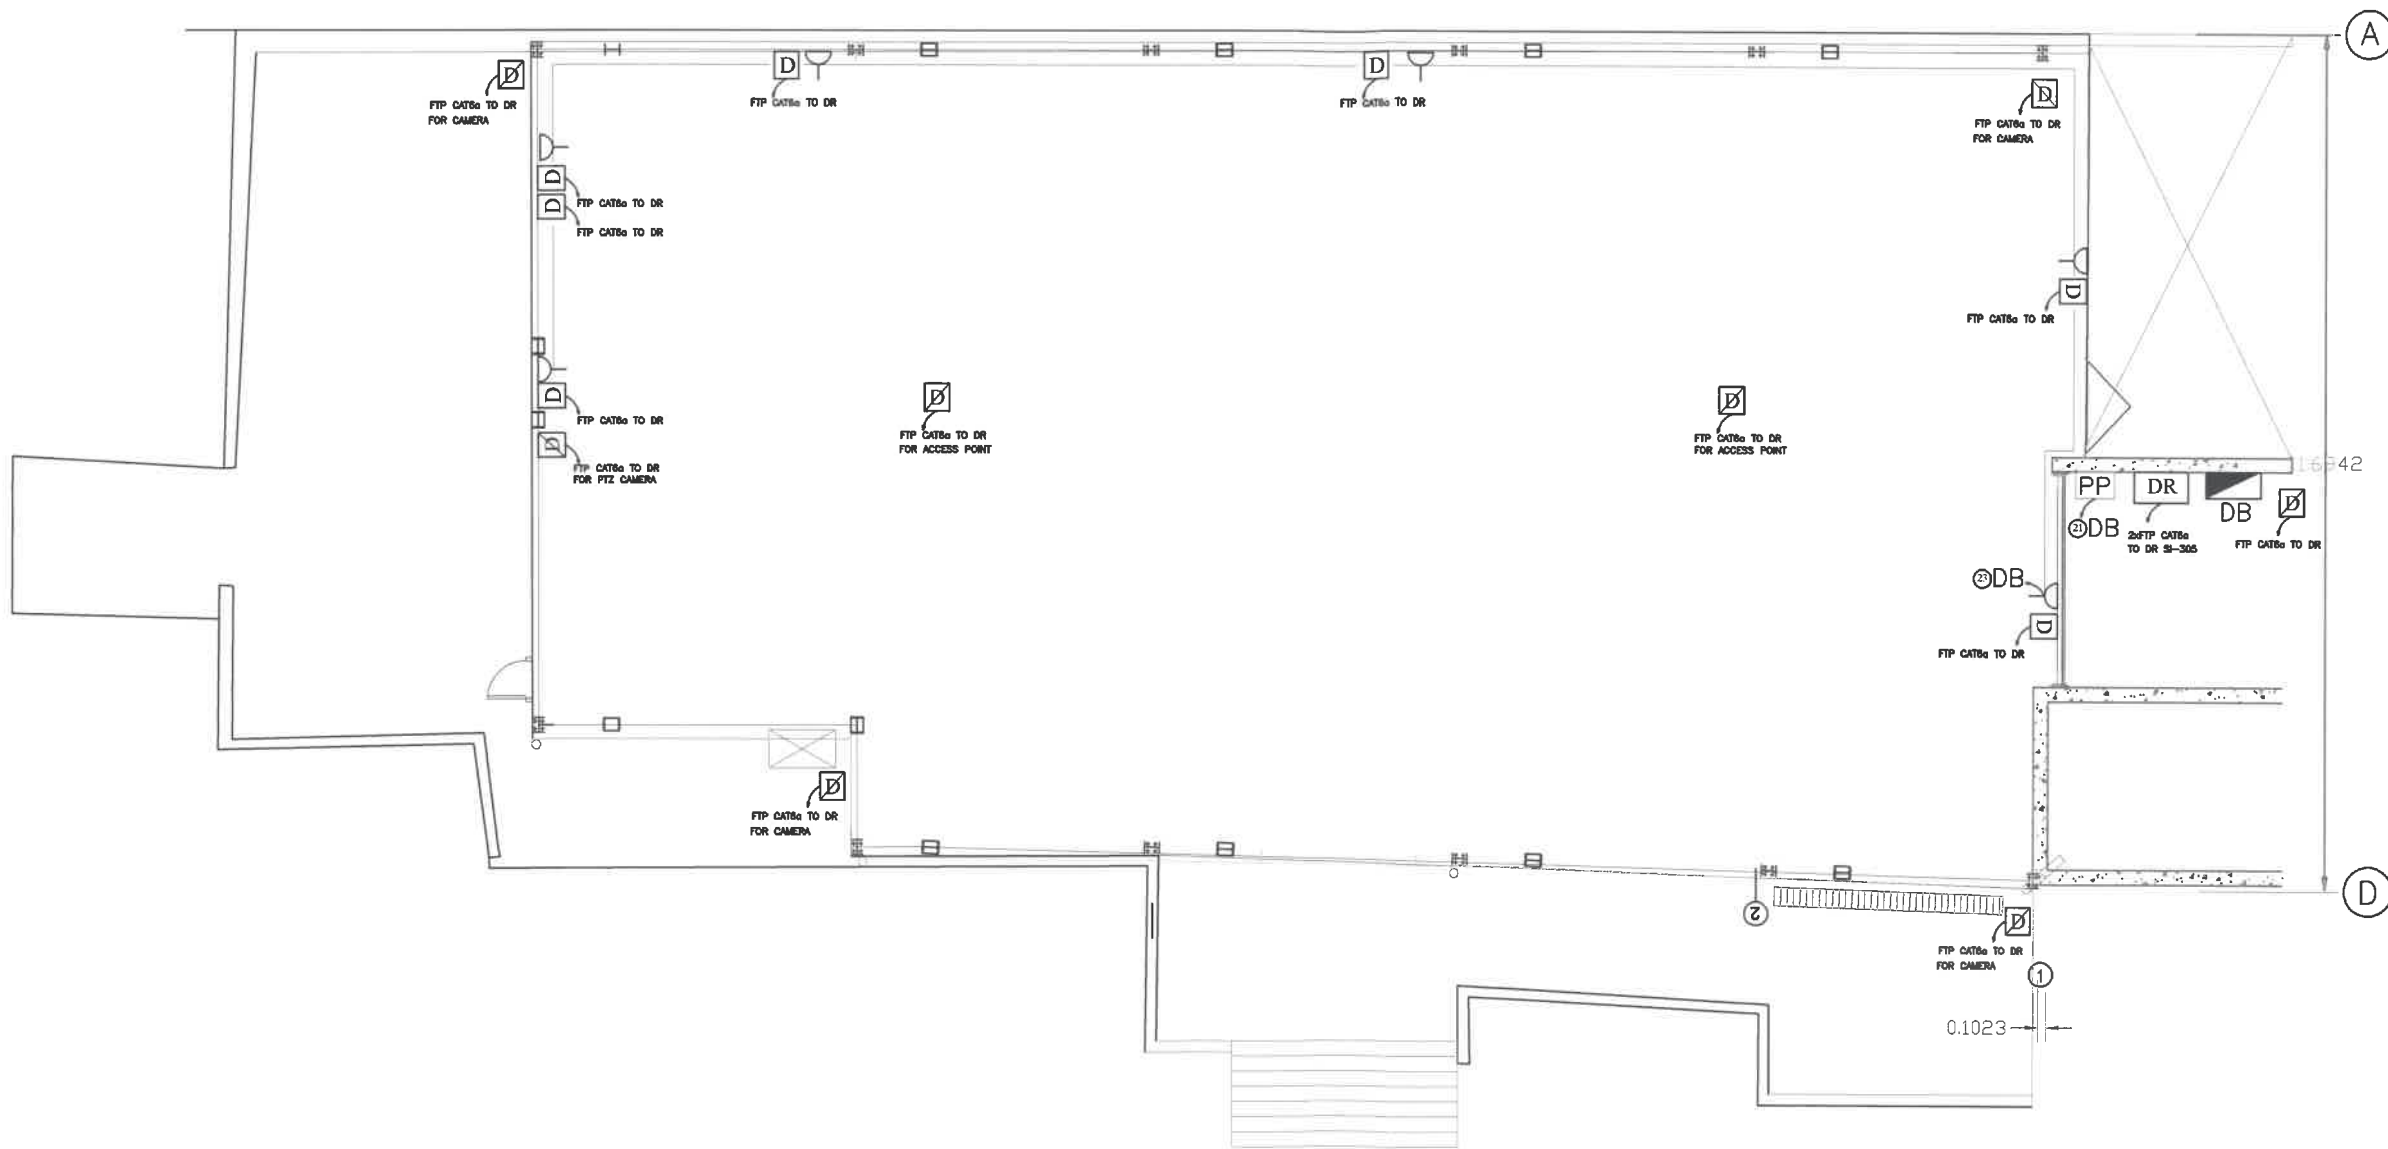 A
D
FTP CAT6a TO DR
FOR CAMERA
D
FTP CAT6a TO DR
D
FTP CAT6a TO DR
D
FTP CAT6a TO DR
FOR CAMERA
D
FTP CAT6a TO DR
D
FTP CAT6a TO DR
D
FTP CAT6a TO DR
D
FTP CAT6a TO DR
D
FTP CAT6a TO DR
FOR PTZ CAMERA
D
FTP CAT6a TO DR
FOR ACCESS POINT
D
FTP CAT6a TO DR
FOR ACCESS POINT
16942
PP
21 DB
DR
2xFTP CAT6a
TO DR SI-305
DB
D
FTP CAT6a TO DR
23 DB
D
FTP CAT6a TO DR
D
FTP CAT6a TO DR
FOR CAMERA
2
D
D
FTP CAT6a TO DR
FOR CAMERA
1
0.1023